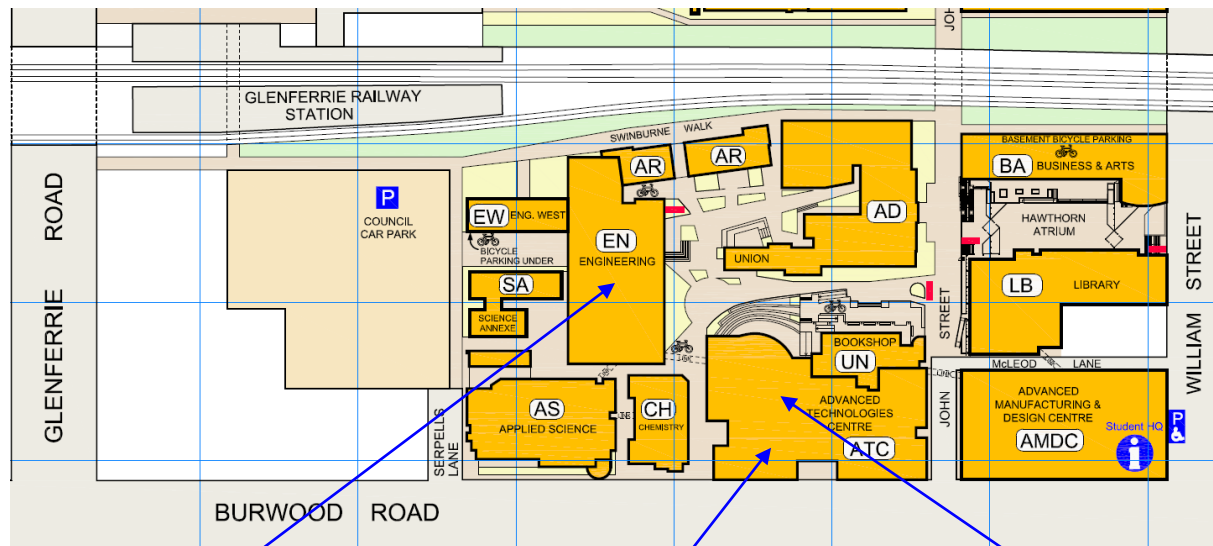 JOH
GLENFERRIE RAILWAY
STATION
SWINBURNE WALK
AR
AR
BASEMENT BICYCLE PARKING
BA
BUSINESS & ARTS
P
COUNCIL
CAR PARK
EW
ENG. WEST
BICYCLE
PARKING UNDER
EN
ENGINEERING
AD
UNION
HAWTHORN
ATRIUM
SA
SCIENCE
ANNEXE
LB
LIBRARY
GLENFERRIE ROAD
WILLIAM STREET
JOHN STREET
BOOKSHOP
UN
LINK
McLEOD LANE
AS
APPLIED SCIENCE
LINK
CH
CHEMISTRY
ADVANCED
TECHNOLOGIES
CENTRE
ATC
ADVANCED
MANUFACTURING &
DESIGN CENTRE
AMDC
Student HQ
i
P
SERPELLS
LANE
BURWOOD ROAD